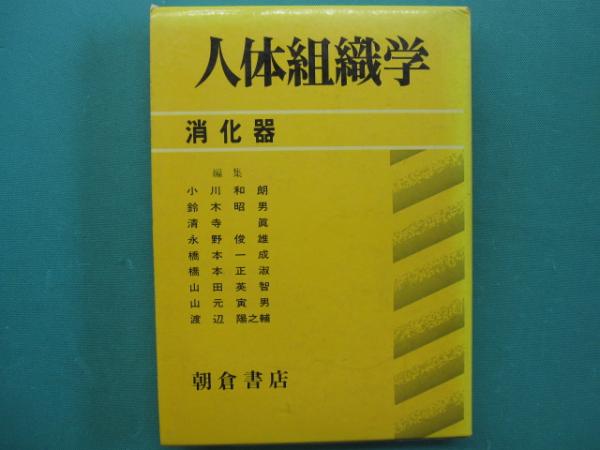 人体組織学
消化器
編集
小川和朗
鈴木昭男
清寺眞
永野俊雄
橋本一成
橋本正淑
山田英智
山元寅男
渡辺陽之輔
朝倉書店